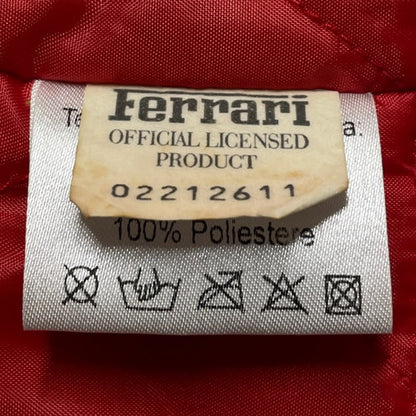 Ferrari
OFFICIAL LICENSED
PRODUCT
02212611
100% Poliestere